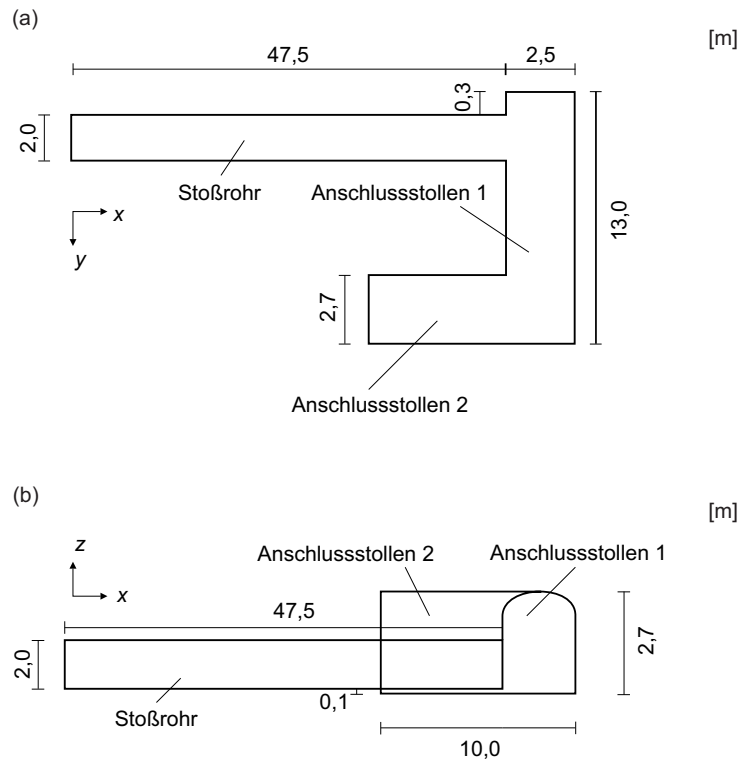 (a)
[m]
47,5
2,5
0,3
2,0
Stoßrohr
Anschlussstollen 1
x
y
13,0
2,7
Anschlussstollen 2
(b)
[m]
z
x
Anschlussstollen 2
Anschlussstollen 1
47,5
2,0
2,7
0,1
Stoßrohr
10,0